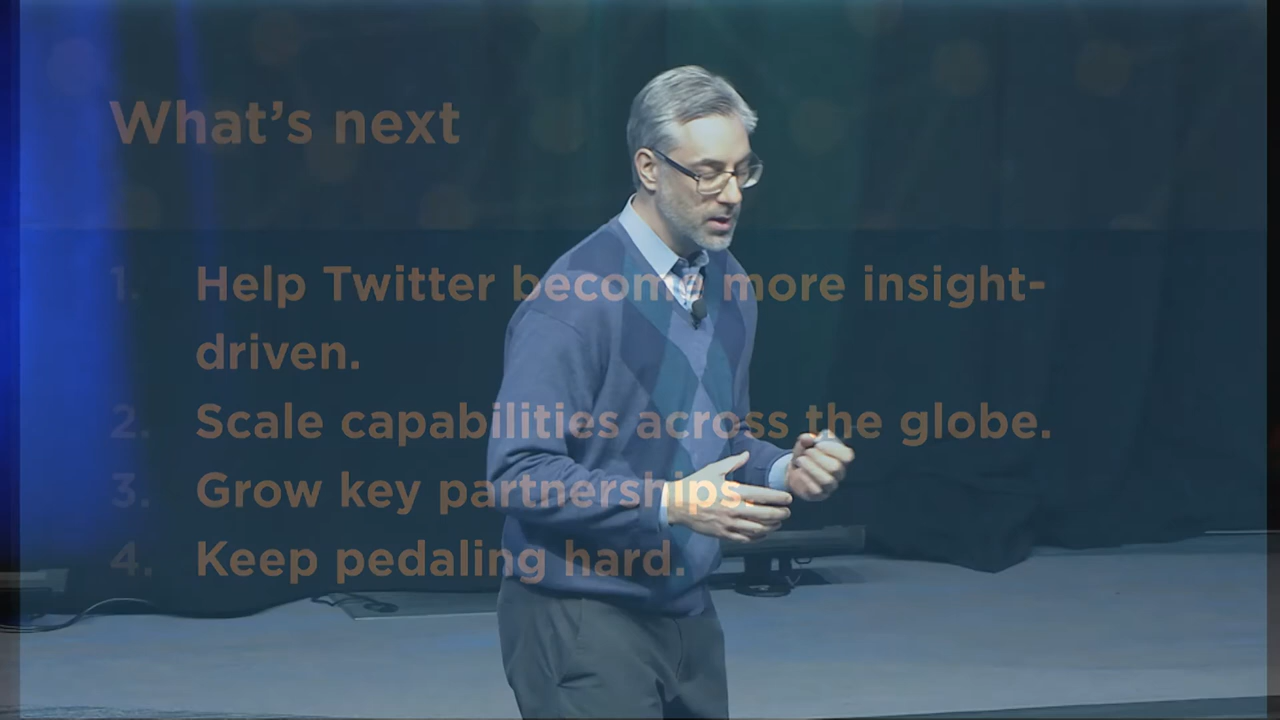 What's next
1. Help Twitter become more insight-
driven.
2. Scale capabilities across the globe.
3. Grow key partnerships.
4. Keep pedaling hard.